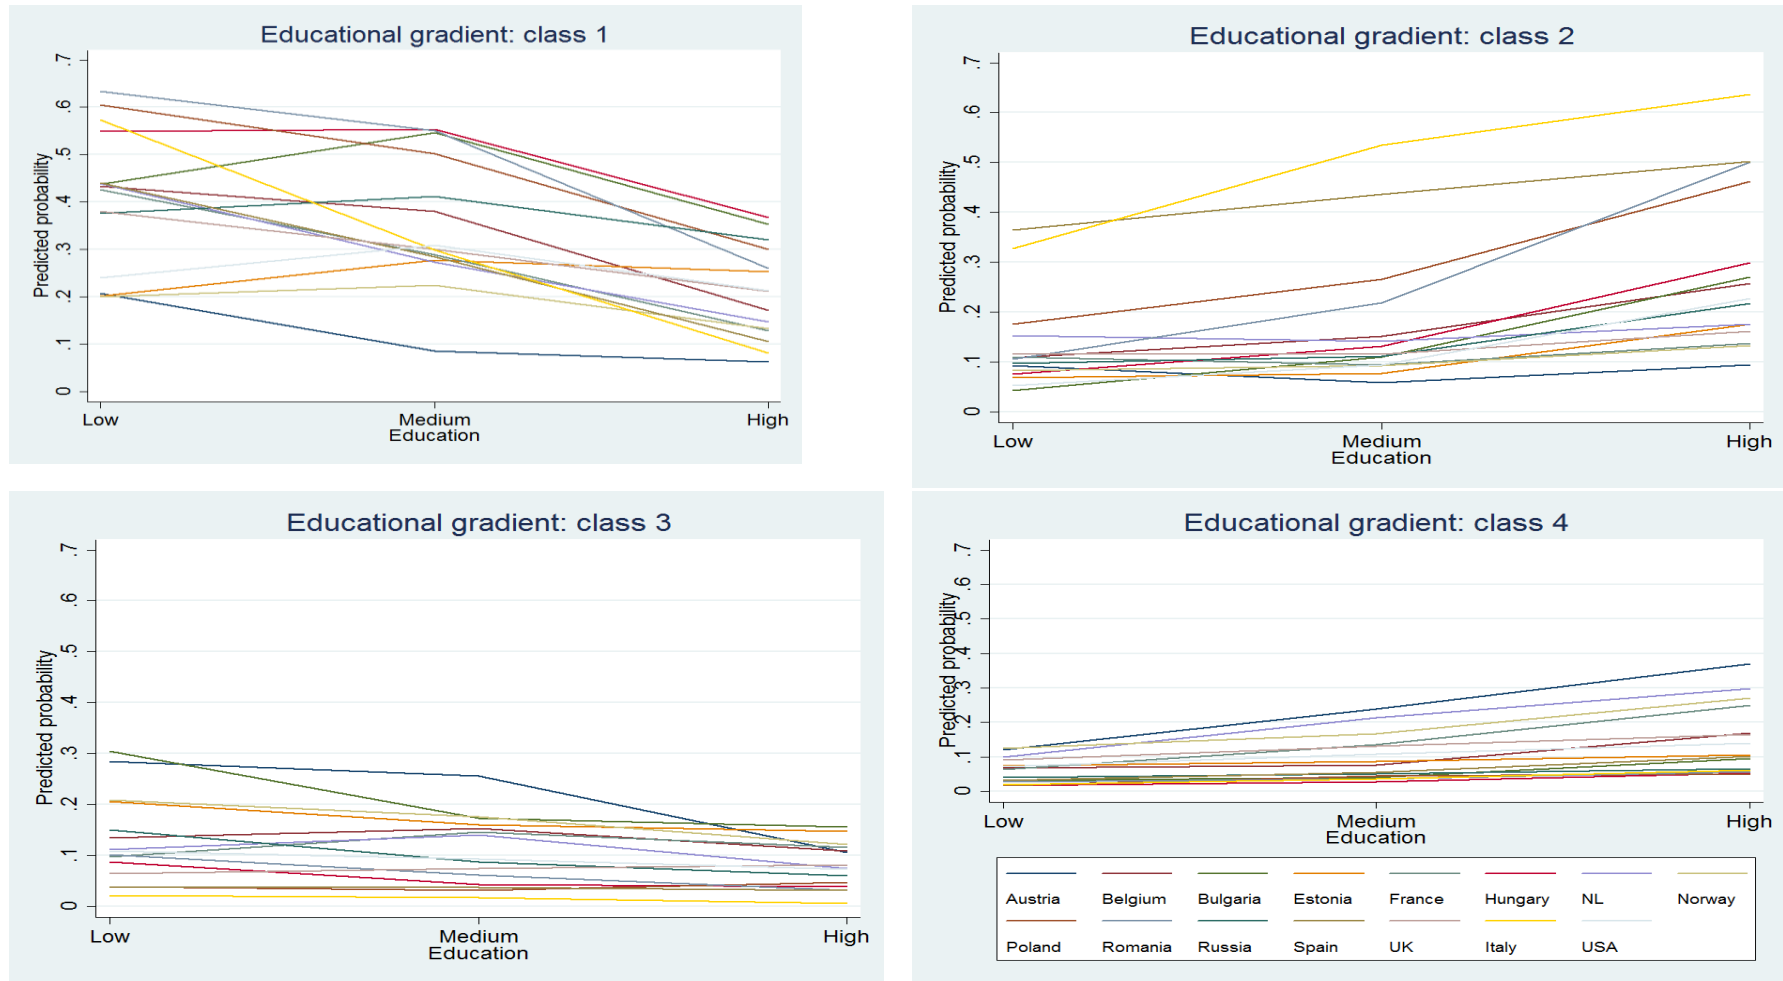 Educational gradient: class 1
Predicted probability
.7
.6
.5
.4
.3
.2
.1
0
Low Medium High
Education
Educational gradient: class 2
Predicted probability
.7
.6
.5
.4
.3
.2
.1
0
Low Medium High
Education
Educational gradient: class 3
Predicted probability
.7
.6
.5
.4
.3
.2
.1
0
Low Medium High
Education
Educational gradient: class 4
Predicted probability
.7
.6
.5
.4
.3
.2
.1
0
Low Medium High
Education
Austria Belgium Bulgaria Estonia France Hungary NL Norway
Poland Romania Russia Spain UK Italy USA